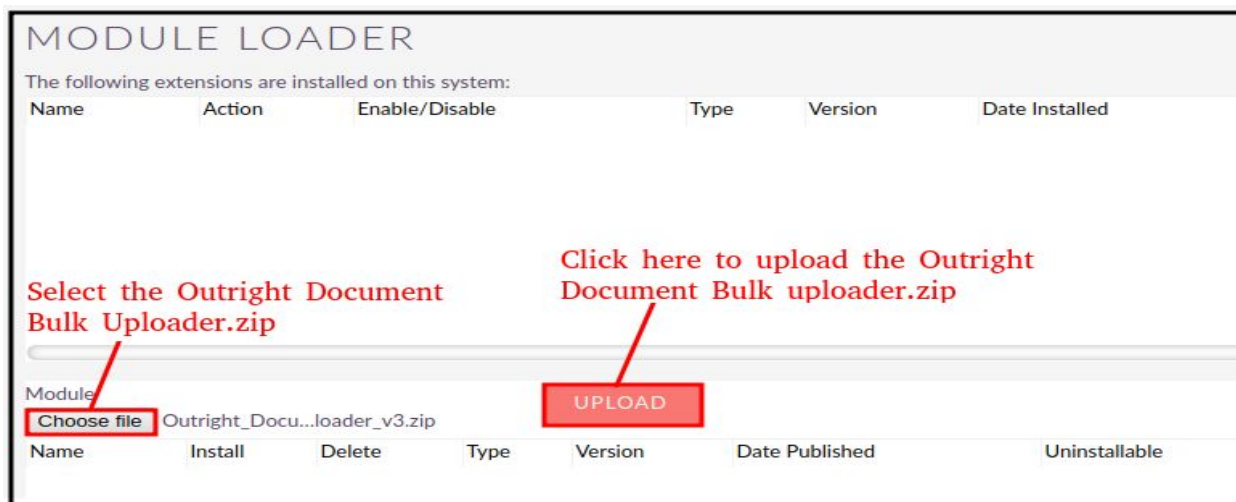 MODULE LOADER
The following extensions are installed on this system:
Name Action Enable/Disable Type Version Date Installed
Click here to upload the Outright
Document Bulk uploader.zip
Select the Outright Document
Bulk Uploader.zip
Module
UPLOAD
Choose file Outright_Docu...loader_v3.zip
Name Install Delete Type Version Date Published Uninstallable